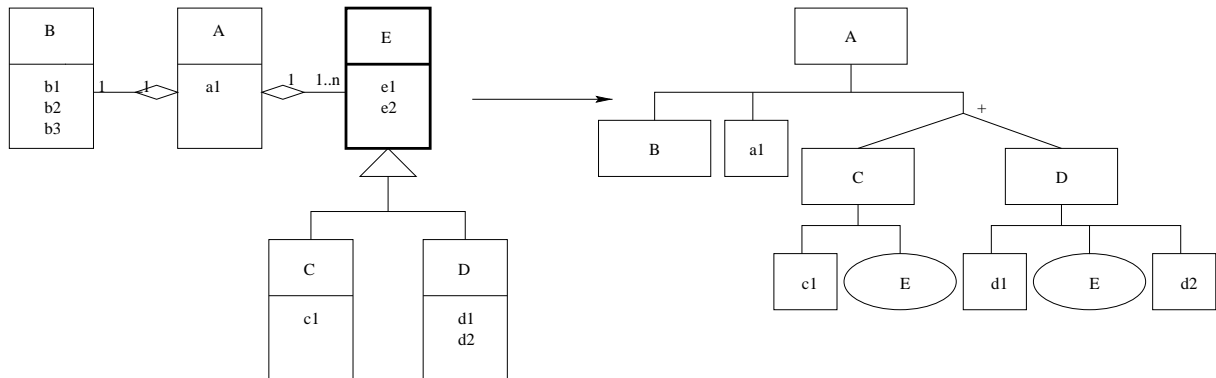 B A E A
b1 1 1 a1 1 1..n e1
b2 e2
b3
+
B a1 C D
C D
c1 E d1 E d2
c1 d1
d2